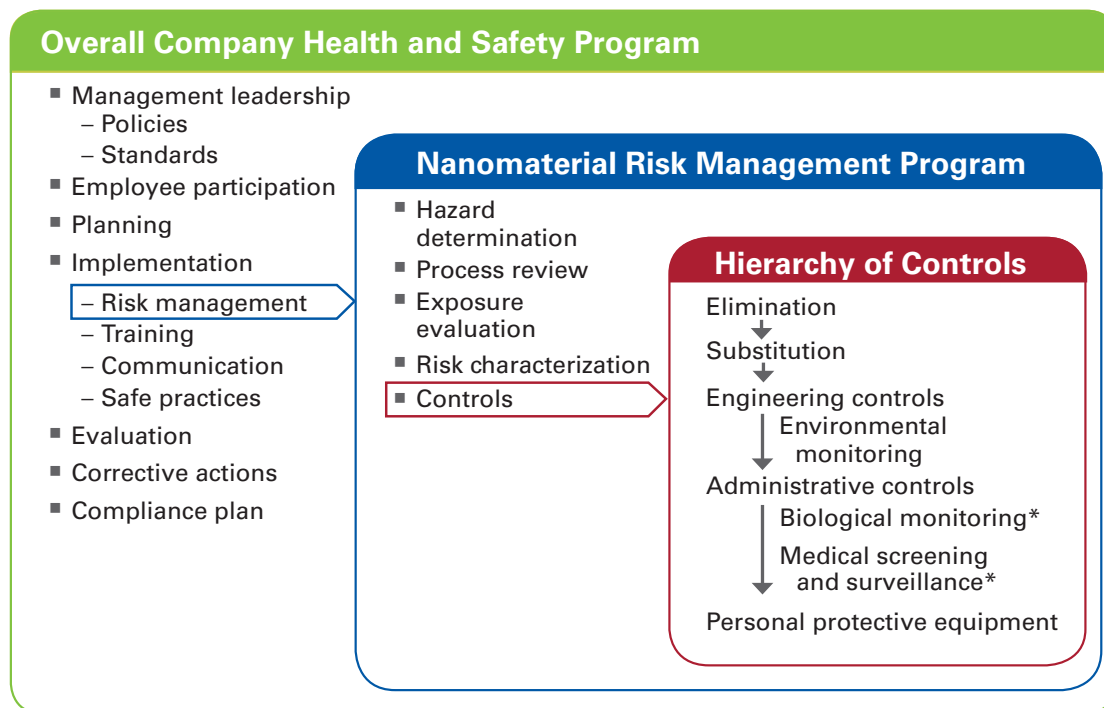 Overall Company Health and Safety Program
■ Management leadership
– Policies
– Standards
■ Employee participation
■ Planning
■ Implementation
– Risk management
– Training
– Communication
– Safe practices
■ Evaluation
■ Corrective actions
■ Compliance plan
Nanomaterial Risk Management Program
■ Hazard
determination
■ Process review
■ Exposure
evaluation
■ Risk characterization
■ Controls
Hierarchy of Controls
Elimination
Substitution
Engineering controls
Environmental
monitoring
Administrative controls
Biological monitoring*
Medical screening
and surveillance*
Personal protective equipment